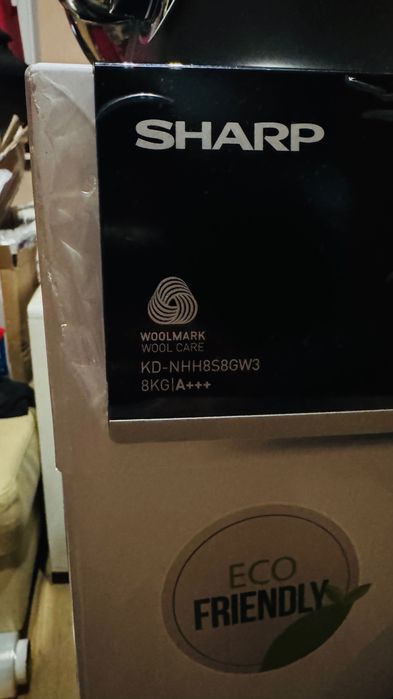 SHARP
WOOLMARK
WOOL CARE
KD-NHH8S8GW3
8KG|A+++
ECO
FRIENDLY